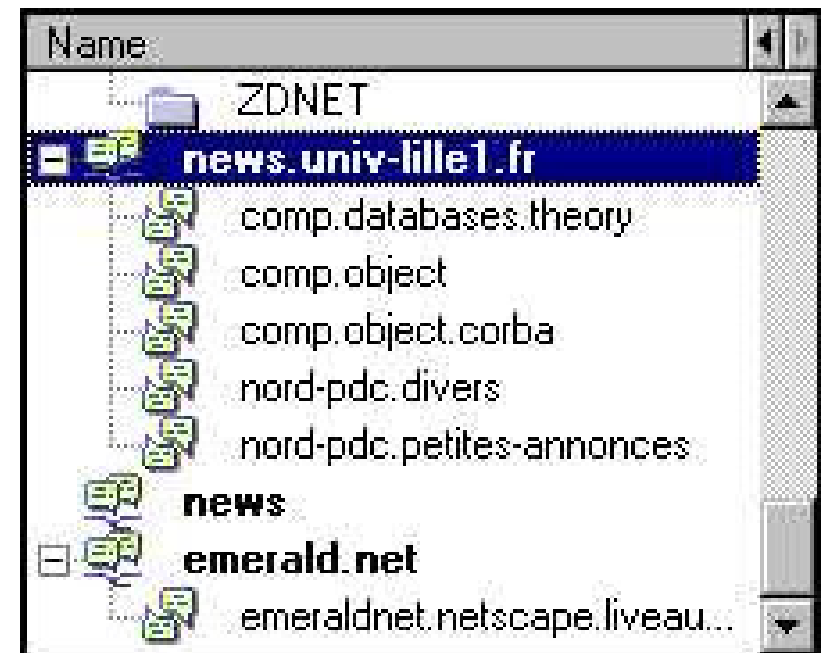 Name
ZDNET
news.univ-lille1.fr
comp.databases.theory
comp.object
comp.object.corba
nord-pdc.divers
nord-pdc.petites-annonces
news
emerald.net
emeraldnet.netscape.liveau...